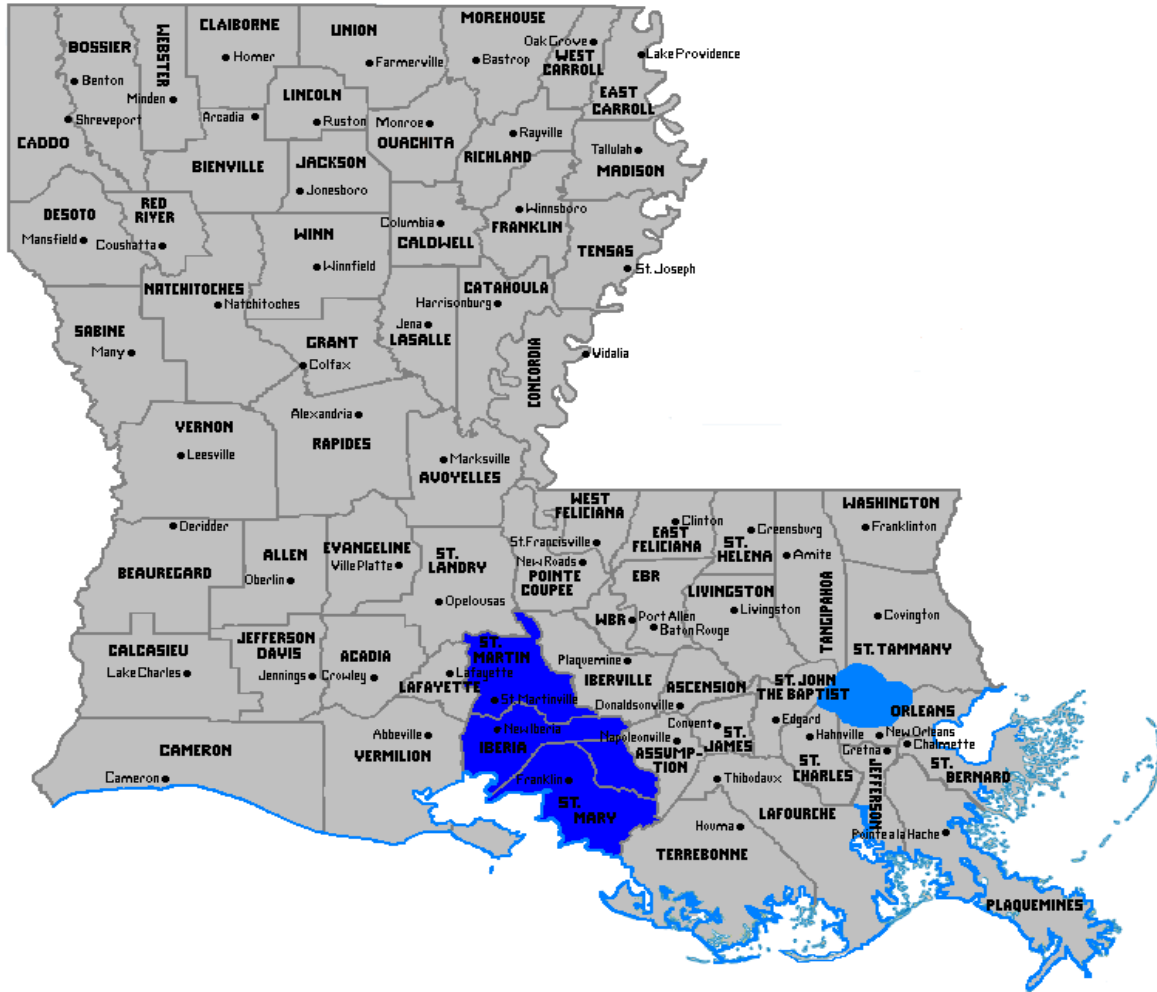 MOREHOUSE
CLAIBORNE
UNION
BOSSIER
WEBSTER
Oak Grove
WEST
CARROLL
Lake Providence
Homer
Farmerville
Bastrop
Benton
Minden
LINCOLN
EAST
CARROLL
Shreveport
Arcadia
Ruston
Monroe
OUACHITA
Rayville
RICHLAND
CADDO
BIENVILLE
JACKSON
Jonesboro
Tallulah
MADISON
DESOTO
RED
RIVER
Mansfield
Coushatta
WINN
Winnfield
Columbia
CALDWELL
Winnsboro
FRANKLIN
TENSAS
St. Joseph
NATCHITOCHES
Natchitoches
CATAHOULA
Harrisonburg
SABINE
Many
GRANT
Colfax
Jena
LASALLE
CONCORDIA
Vidalia
VERNON
Leesville
Alexandria
RAPIDES
Marksville
AVOYELLES
WEST
FELICIANA
WASHINGTON
Franklinton
Deridder
BEAUREGARD
ALLEN
Oberlin
EVANGELINE
Ville Platte
ST.
LANDRY
Opelousas
St. Francisville
New Roads
POINTE
COUPEE
Clinton
EAST
FELICIANA
Greensburg
ST.
HELENA
Amite
TANGIPAHOA
EBR
LIVINGSTON
Livingston
WBR
Port Allen
Baton Rouge
Covington
ST. TAMMANY
CALCASIEU
Lake Charles
JEFFERSON
DAVIS
Jennings
ACADIA
Crowley
ST.
MARTIN
Lafayette
LAFAYETTE
St. Martinville
Plaquemine
IBERVILLE
ASCENSION
Donaldsonville
ST. JOHN
THE BAPTIST
ORLEANS
CAMERON
Cameron
Abbeville
VERMILION
New Iberia
IBERIA
Napoleonville
ASSUMP-
TION
Convent
ST.
JAMES
Edgard
Hahnville
ST.
CHARLES
New Orleans
Gretna
Chalmette
ST.
BERNARD
JEFFERSON
Franklin
ST.
MARY
Thibodaux
LAFOURCHE
Houma
TERREBONNE
Pointe a la Hache
PLAQUEMINES